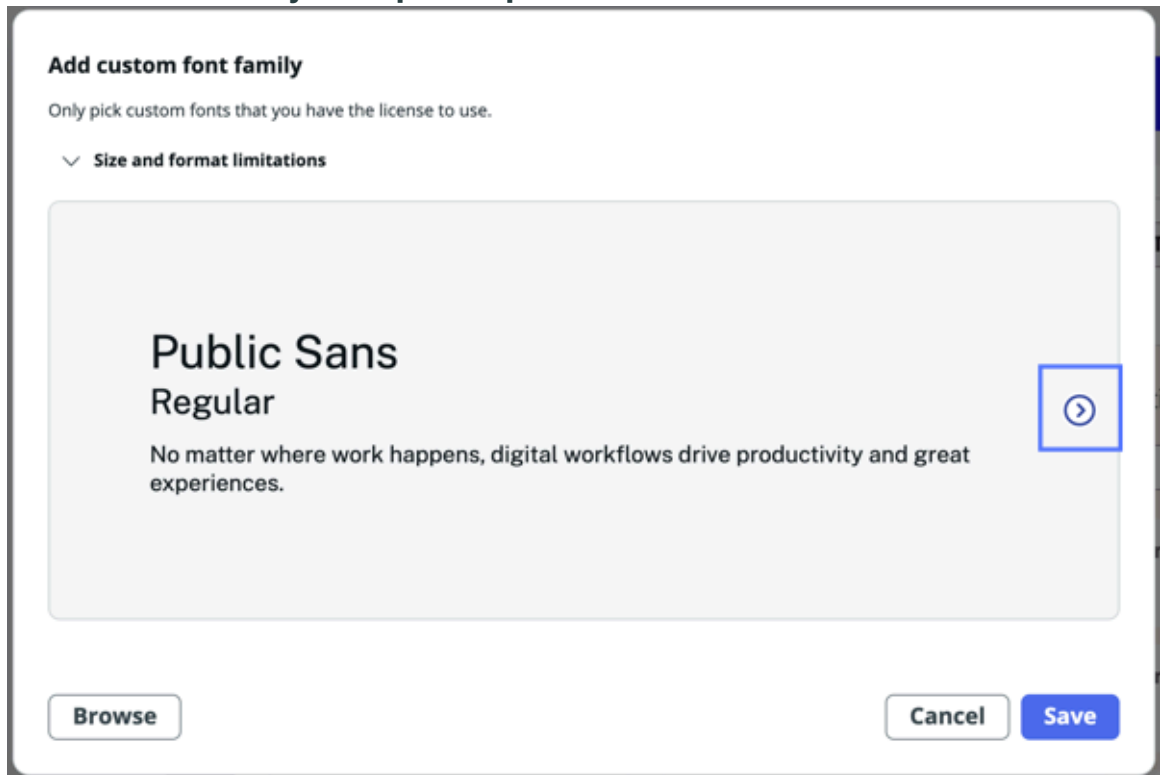 Add custom font family
Only pick custom fonts that you have the license to use.
Size and format limitations
Public Sans
Regular
No matter where work happens, digital workflows drive productivity and great
experiences.
Browse
Cancel
Save